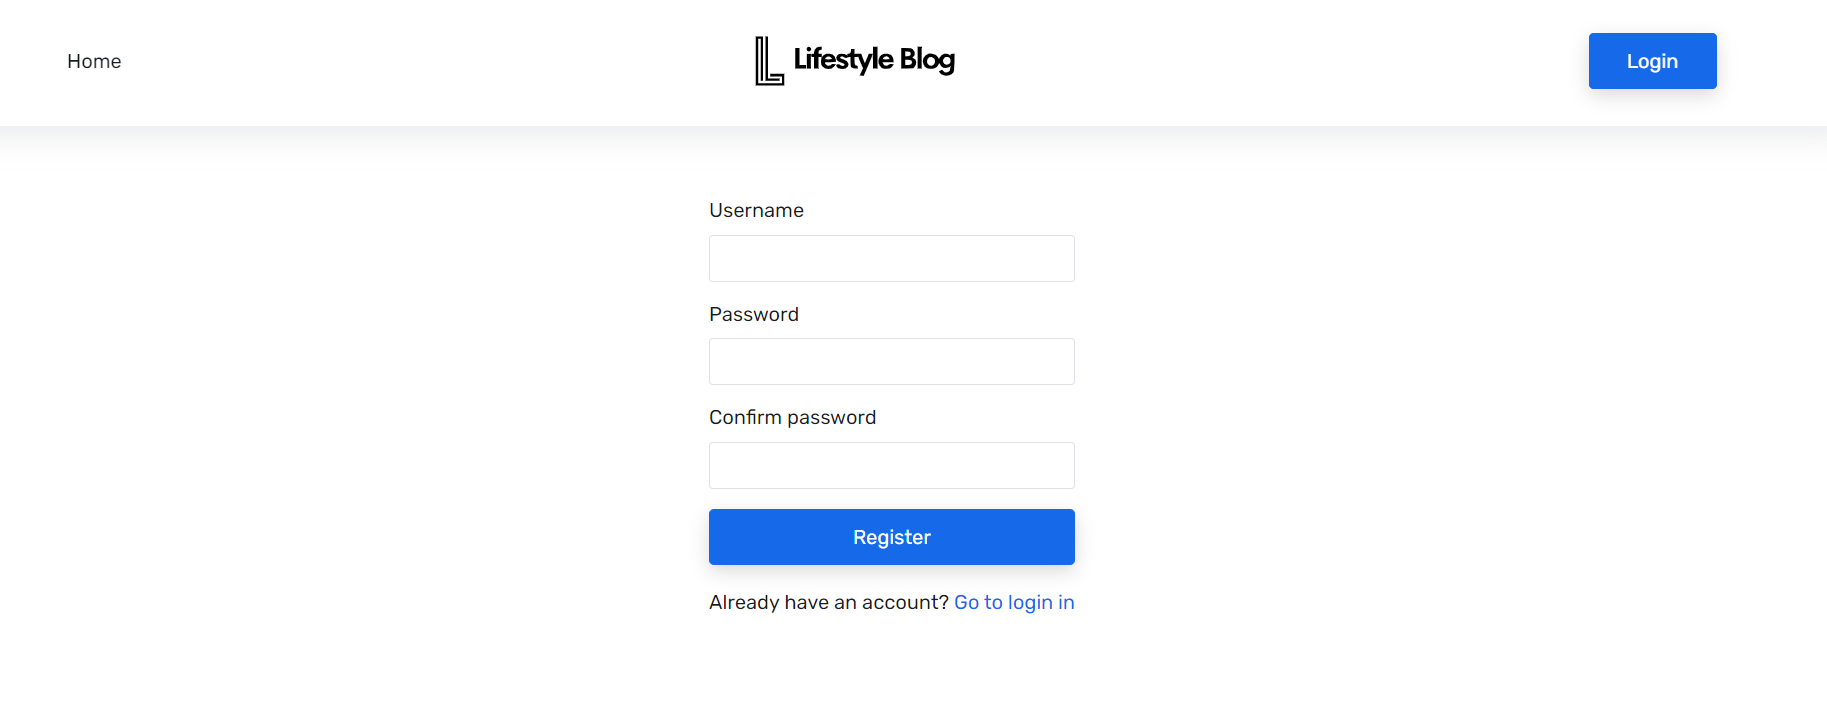 Home
Lifestyle Blog
Login
Username
Password
Confirm password
Register
Already have an account? Go to login in